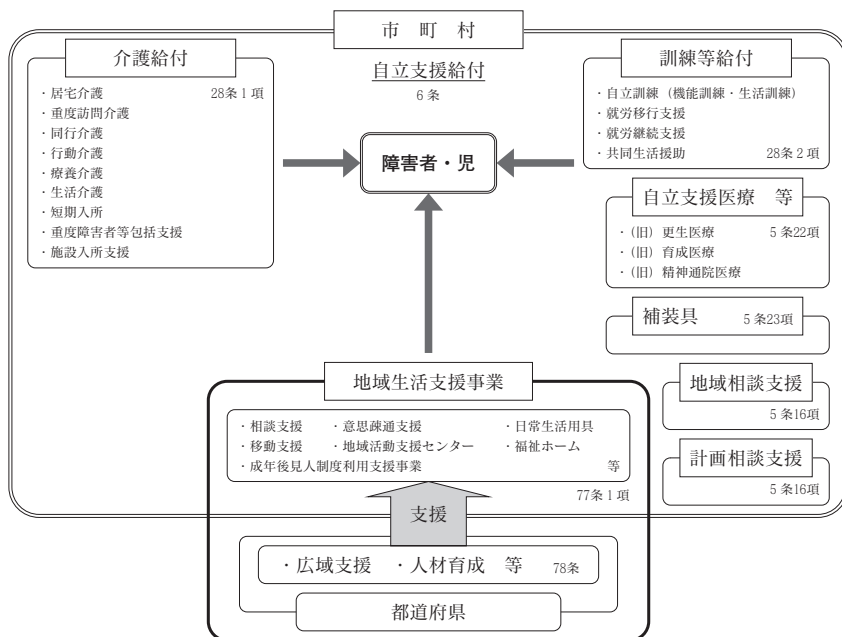 市 町 村
介護給付
・居宅介護 28条1項
・重度訪問介護
・同行介護
・行動介護
・療養介護
・生活介護
・短期入所
・重度障害者等包括支援
・施設入所支援
自立支援給付
6条
障害者・児
訓練等給付
・自立訓練（機能訓練・生活訓練）
・就労移行支援
・就労継続支援
・共同生活援助 28条2項
自立支援医療 等
・(旧) 更生医療 5条22項
・(旧) 育成医療
・(旧) 精神通院医療
補装具 5条23項
地域相談支援
5条16項
計画相談支援
5条16項
地域生活支援事業
・相談支援 ・意思疎通支援 ・日常生活用具
・移動支援 ・地域活動支援センター ・福祉ホーム
・成年後見人制度利用支援事業 等
77条1項
支援
・広域支援 ・人材育成 等 78条
都道府県